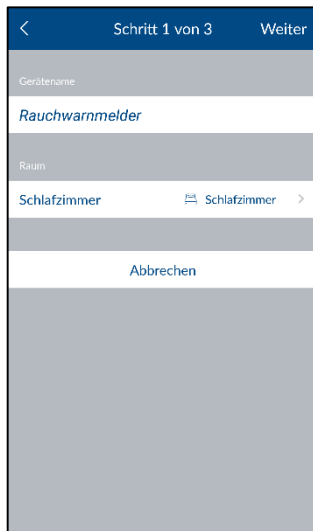 Schritt 1 von 3 Weiter
Gerätename
Rauchwarnmelder
Raum
Schlafzimmer Schlafzimmer
Abbrechen